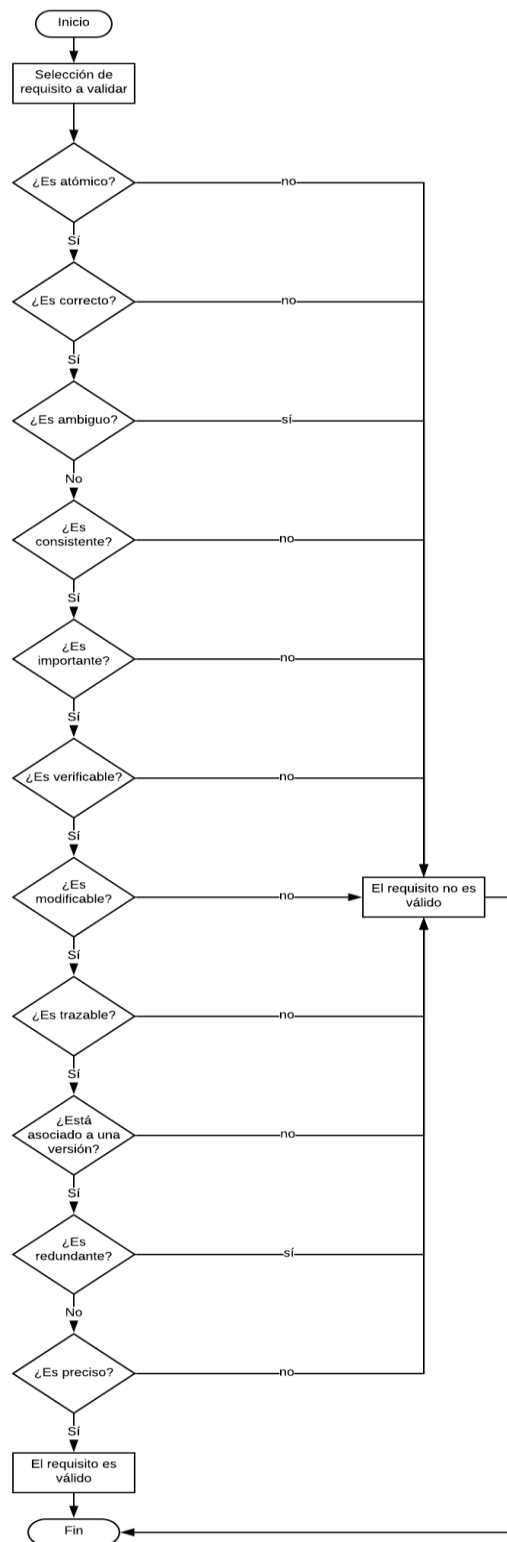 Inicio
Selección de
requisito a validar
¿Es atómico?
no
Sí
¿Es correcto?
no
Sí
¿Es ambiguo?
sí
No
¿Es
consistente?
no
Sí
¿Es
importante?
no
Sí
¿Es verificable?
no
Sí
¿Es
modificable?
no
El requisito no es
válido
Sí
¿Es trazable?
no
Sí
¿Está
asociado a una
versión?
no
Sí
¿Es
redundante?
sí
No
¿Es preciso?
no
Sí
El requisito es
válido
Fin